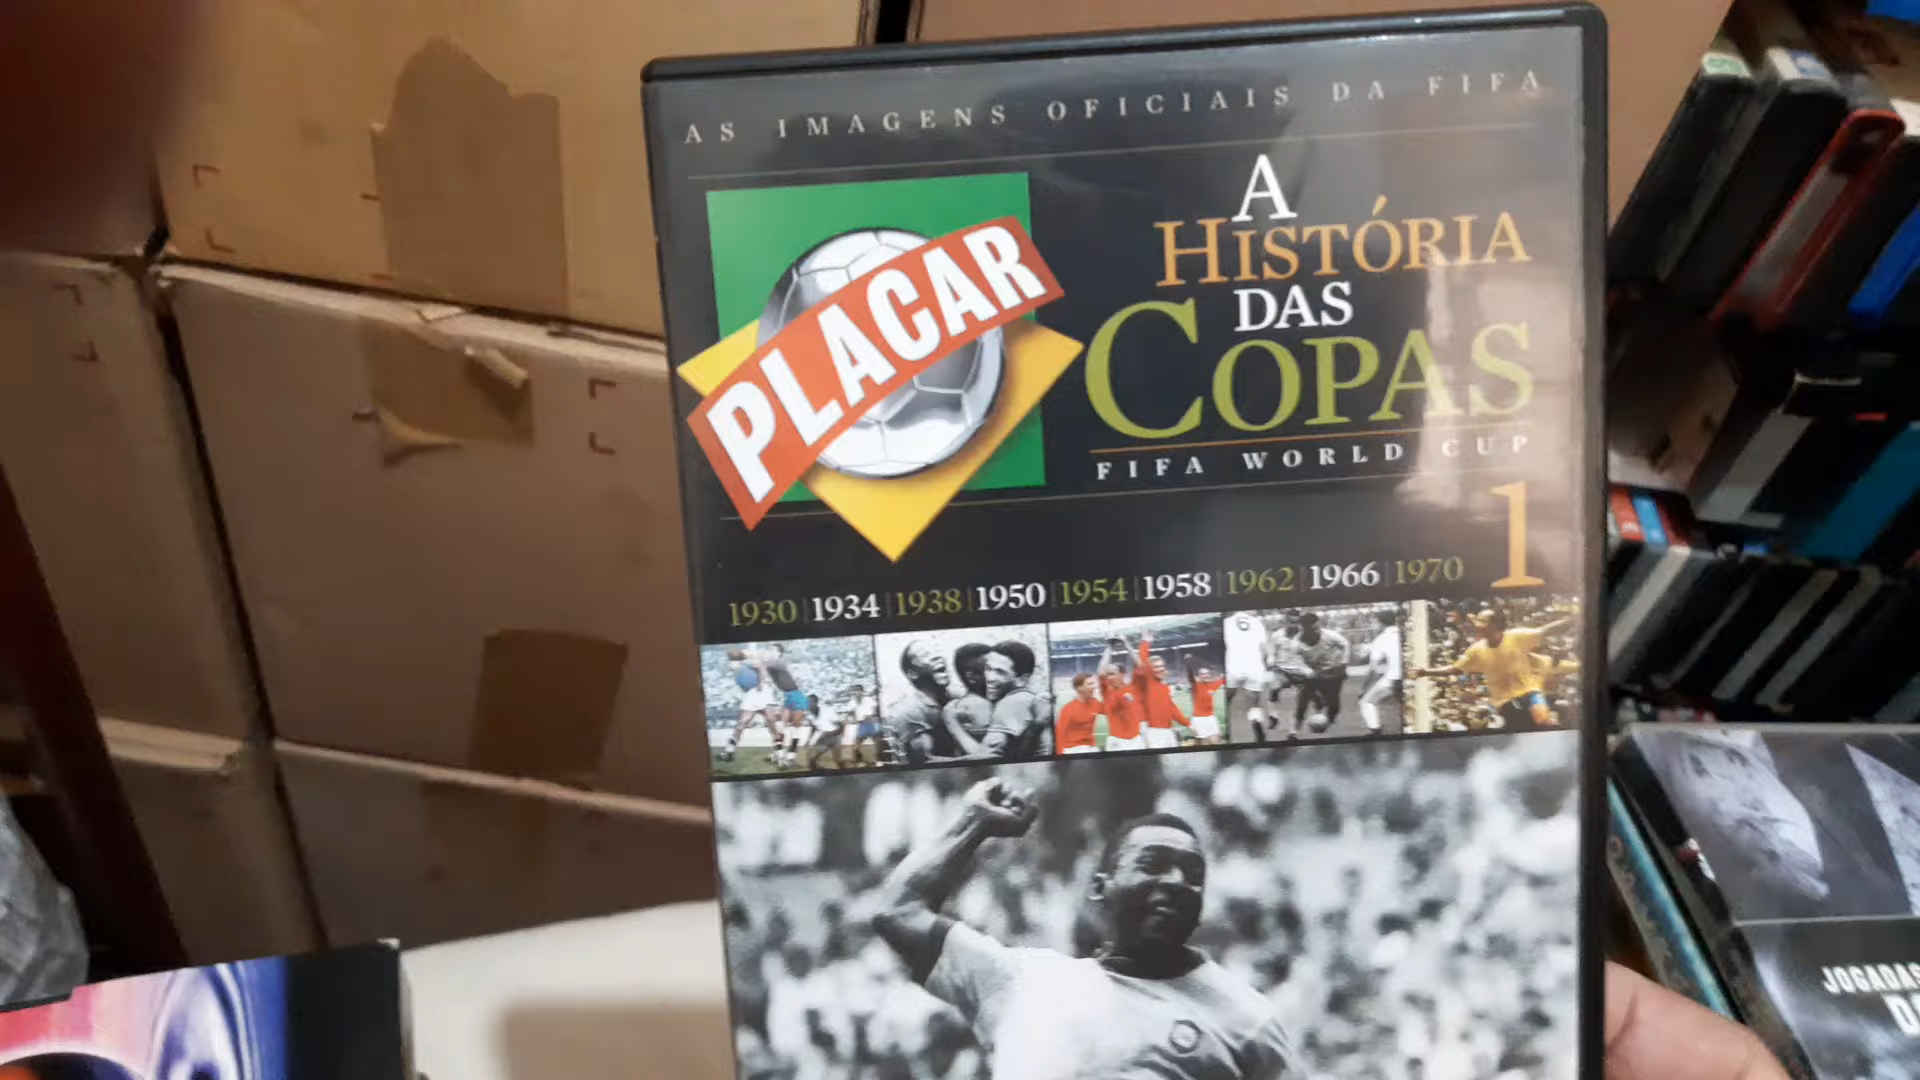 AS IMAGENS OFICIAIS DA FIFA
PLACAR
A
HISTÓRIA
DAS
COPAS
FIFA WORLD CUP
1
1930 | 1934 | 1938 | 1950 | 1954 | 1958 | 1962 | 1966 | 1970
JOGADAS